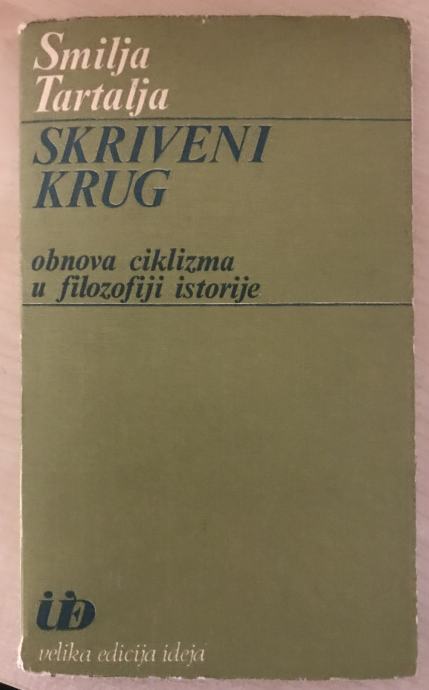 Smilja
Tartalja
SKRIVENI
KRUG
obnova ciklizma
u filozofiji istorije
velika edicija ideja